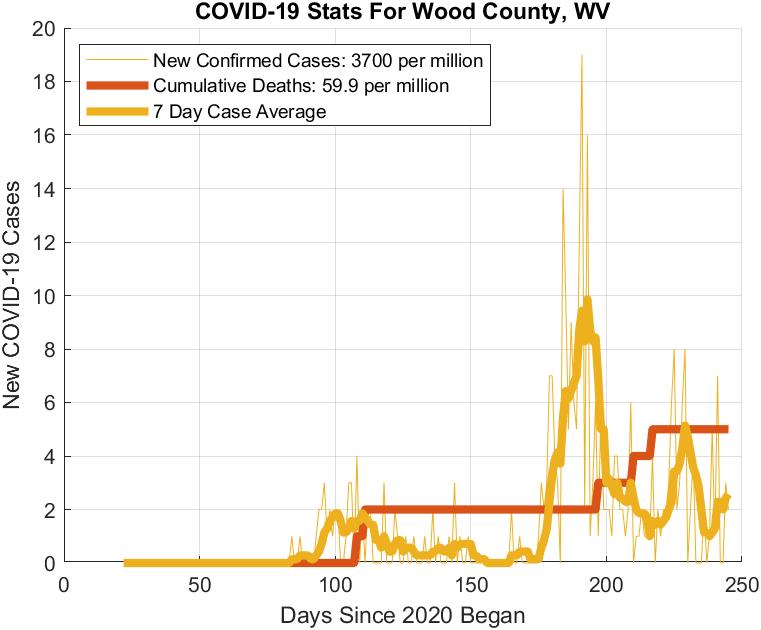 COVID-19 Stats For Wood County, WV
New Confirmed Cases: 3700 per million
Cumulative Deaths: 59.9 per million
7 Day Case Average
New COVID-19 Cases
20
18
16
14
12
10
8
6
4
2
0
0 50 100 150 200 250
Days Since 2020 Began